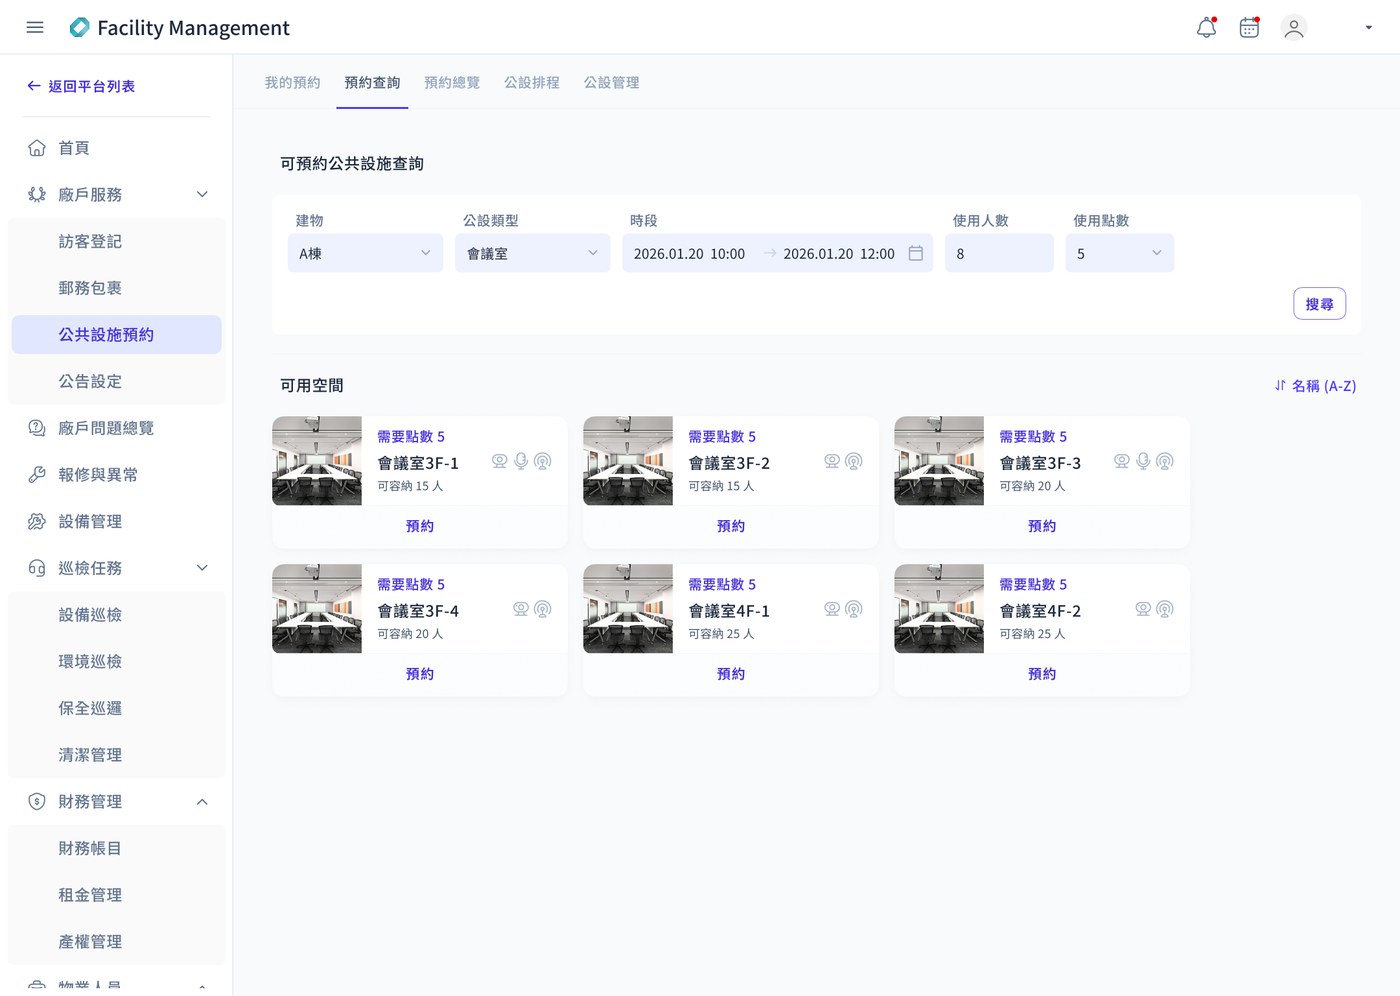 Facility Management
返回平台列表
首頁
廠戶服務
訪客登記
郵務包裹
公共設施預約
公告設定
廠戶問題總覽
報修與異常
設備管理
巡檢任務
設備巡檢
環境巡檢
保全巡邏
清潔管理
財務管理
財務帳目
租金管理
產權管理
物業人員
我的預約 預約查詢 預約總覽 公設排程 公設管理
可預約公共設施查詢
建物 公設類型 時段 使用人數 使用點數
A棟 會議室 2026.01.20 10:00 → 2026.01.20 12:00 8 5
搜尋
可用空間
名稱 (A-Z)
需要點數 5
會議室3F-1
可容納 15 人
預約
需要點數 5
會議室3F-2
可容納 15 人
預約
需要點數 5
會議室3F-3
可容納 20 人
預約
需要點數 5
會議室3F-4
可容納 20 人
預約
需要點數 5
會議室4F-1
可容納 25 人
預約
需要點數 5
會議室4F-2
可容納 25 人
預約